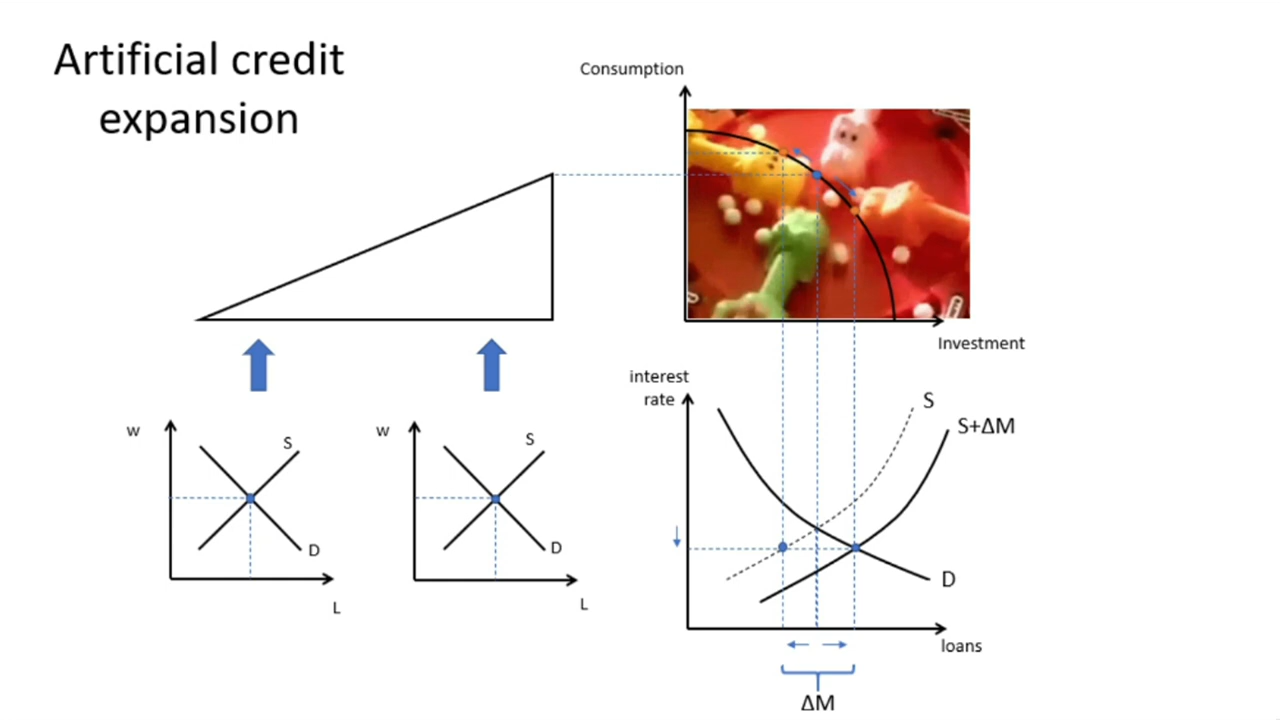 Artificial credit
expansion
Consumption
Investment
interest
rate
S
S+ΔM
D
loans
ΔM
w
S
D
L
w
S
D
L